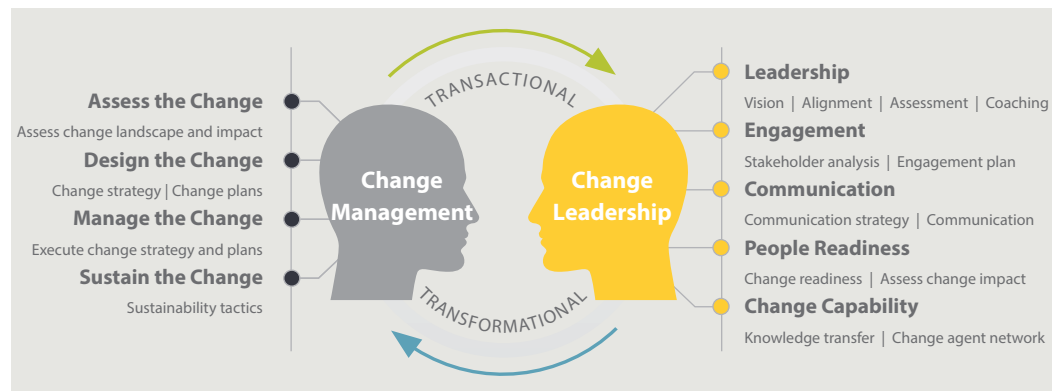 Assess the Change
Assess change landscape and impact
Design the Change
Change strategy | Change plans
Manage the Change
Execute change strategy and plans
Sustain the Change
Sustainability tactics
TRANSACTIONAL
Change
Management
Change
Leadership
TRANSFORMATIONAL
Leadership
Vision | Alignment | Assessment | Coaching
Engagement
Stakeholder analysis | Engagement plan
Communication
Communication strategy | Communication
People Readiness
Change readiness | Assess change impact
Change Capability
Knowledge transfer | Change agent network